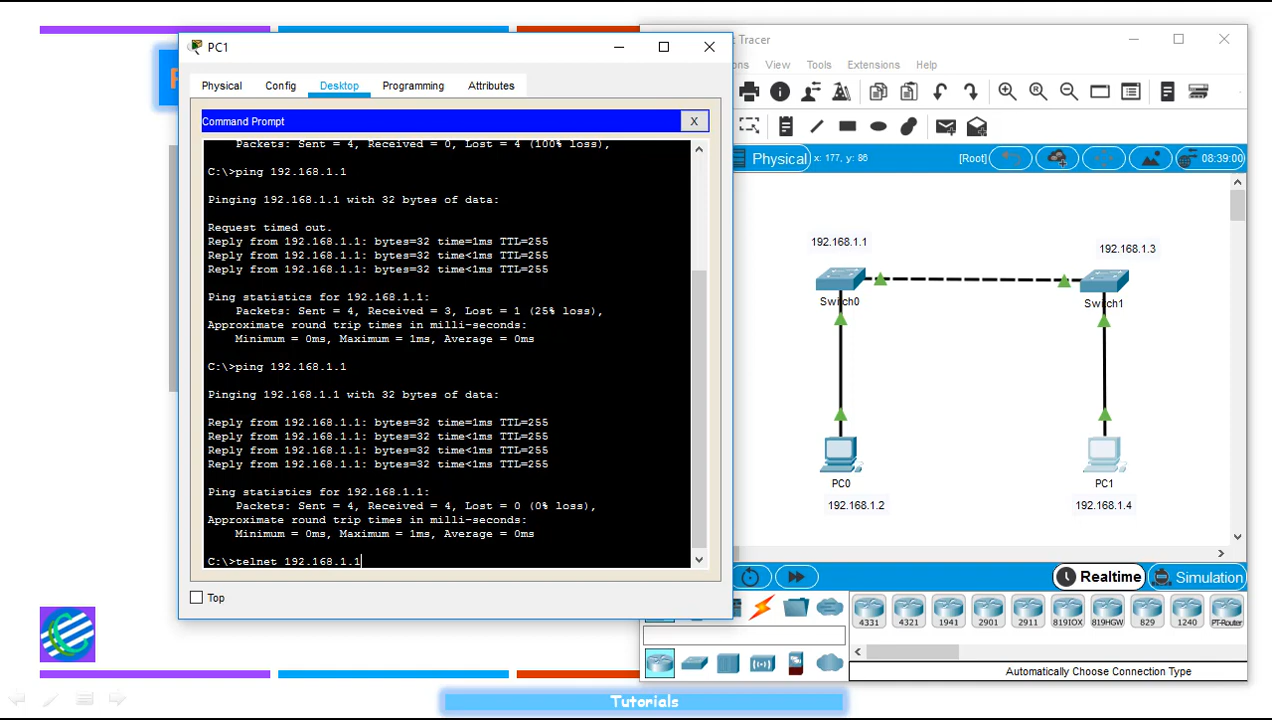 PC1
Physical
Config
Desktop
Programming
Attributes
Command Prompt
X
Packets: Sent = 4, Received = 0, Lost = 4 (100% loss),
C:\>ping 192.168.1.1
Pinging 192.168.1.1 with 32 bytes of data:
Request timed out.
Reply from 192.168.1.1: bytes=32 time=1ms TTL=255
Reply from 192.168.1.1: bytes=32 time<1ms TTL=255
Reply from 192.168.1.1: bytes=32 time<1ms TTL=255
Ping statistics for 192.168.1.1:
Packets: Sent = 4, Received = 3, Lost = 1 (25% loss),
Approximate round trip times in milli-seconds:
Minimum = 0ms, Maximum = 1ms, Average = 0ms
C:\>ping 192.168.1.1
Pinging 192.168.1.1 with 32 bytes of data:
Reply from 192.168.1.1: bytes=32 time=1ms TTL=255
Reply from 192.168.1.1: bytes=32 time<1ms TTL=255
Reply from 192.168.1.1: bytes=32 time<1ms TTL=255
Reply from 192.168.1.1: bytes=32 time<1ms TTL=255
Ping statistics for 192.168.1.1:
Packets: Sent = 4, Received = 4, Lost = 0 (0% loss),
Approximate round trip times in milli-seconds:
Minimum = 0ms, Maximum = 1ms, Average = 0ms
C:\>telnet 192.168.1.1
Top
Tracer
ons View Tools Extensions Help
Physical x: 177, y: 86
[Root]
08:39:00
192.168.1.1
192.168.1.3
Switch0
Switch1
PC0
PC1
192.168.1.2
192.168.1.4
Realtime
Simulation
4331 4321 1941 2901 2911 819IOX 819HGW 829 1240 PT-Router
Automatically Choose Connection Type
Tutorials